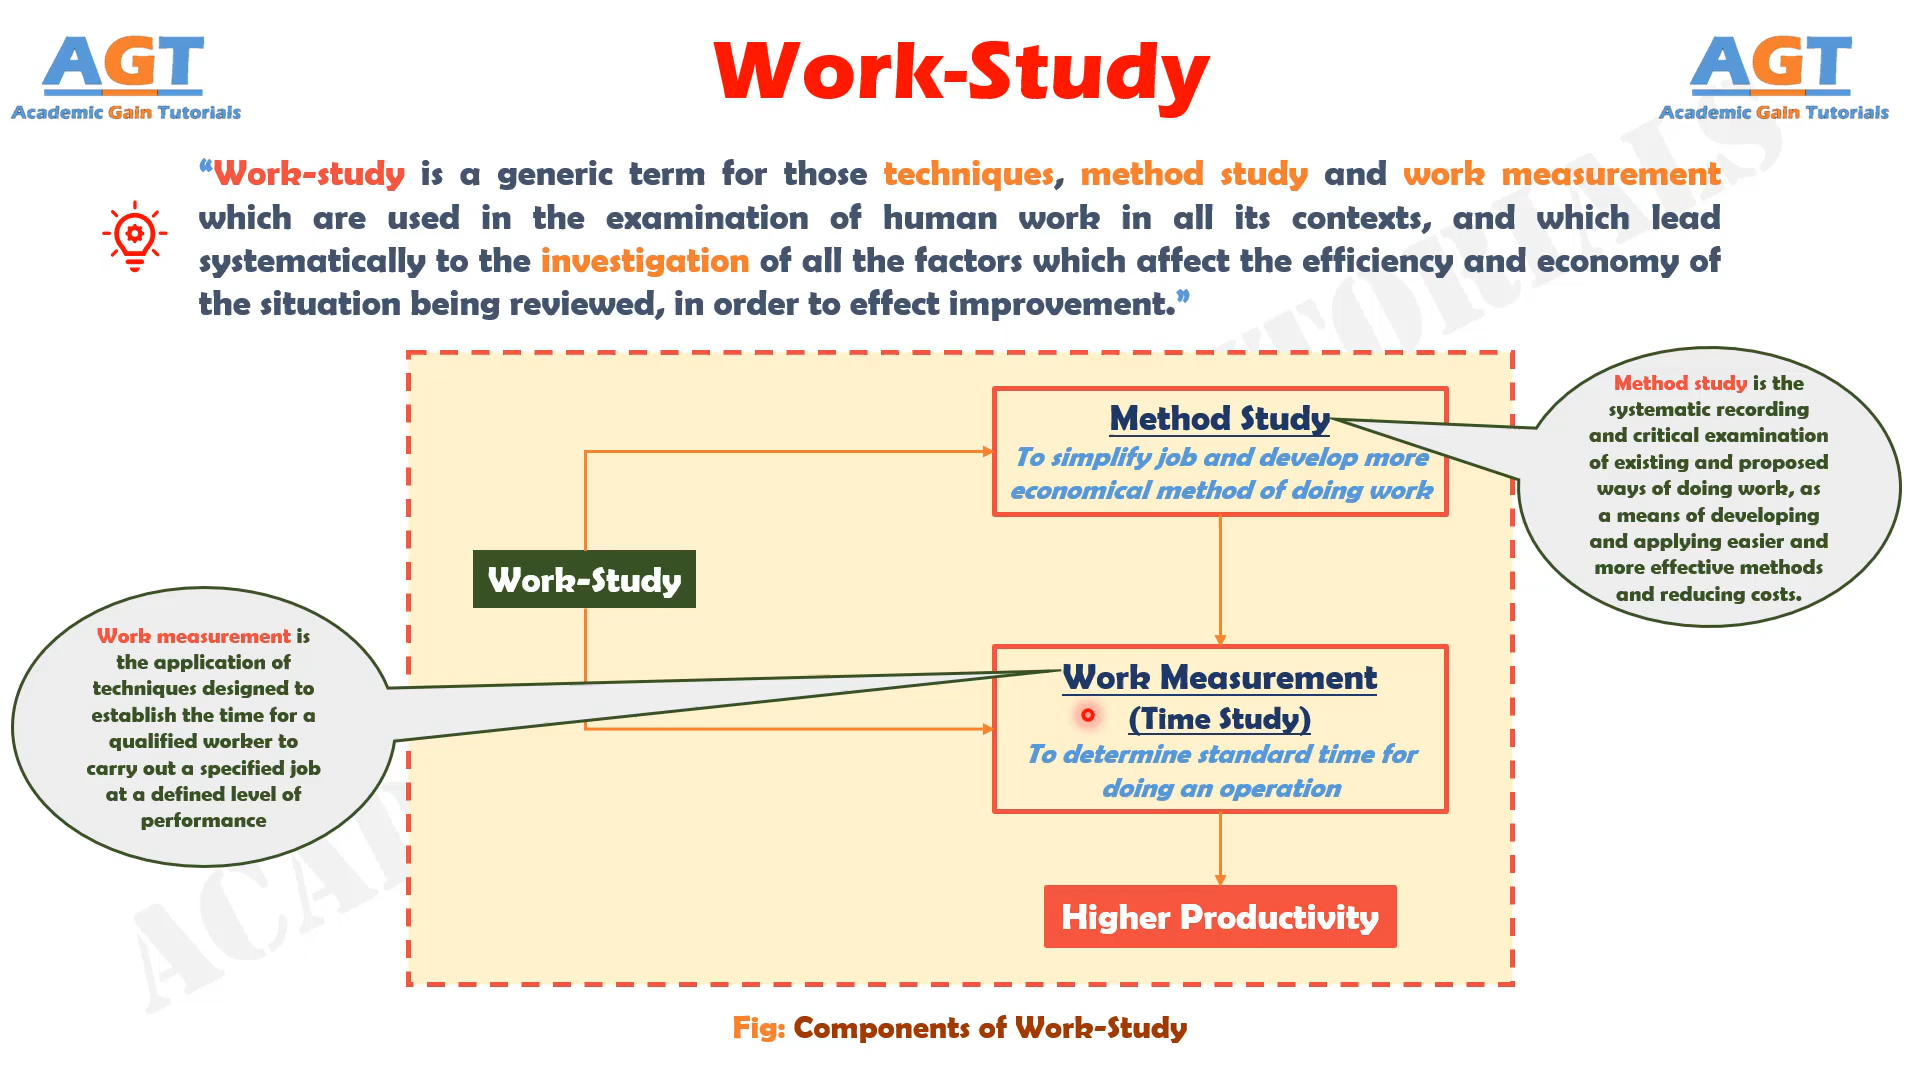 AGT
Academic Gain Tutorials
Work-Study
AGT
Academic Gain Tutorials
“Work-study is a generic term for those techniques, method study and work measurement
which are used in the examination of human work in all its contexts, and which lead
systematically to the investigation of all the factors which affect the efficiency and economy of
the situation being reviewed, in order to effect improvement.”
Method Study
To simplify job and develop more
economical method of doing work
Method study is the
systematic recording
and critical examination
of existing and proposed
ways of doing work, as
a means of developing
and applying easier and
more effective methods
and reducing costs.
Work-Study
Work measurement is
the application of
techniques designed to
establish the time for a
qualified worker to
carry out a specified job
at a defined level of
performance
Work Measurement
(Time Study)
To determine standard time for
doing an operation
Higher Productivity
Fig: Components of Work-Study